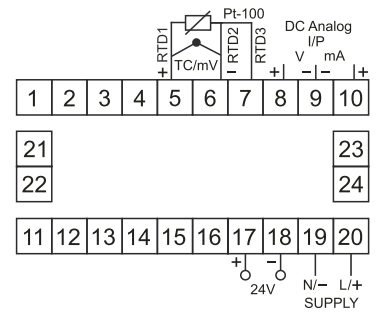 Pt-100
RTD1 RTD2 RTD3
DC Analog
I/P
TC/mV
V mA
+ − + − − +
1 2 3 4 5 6 7 8 9 10
21 23
22 24
11 12 13 14 15 16 17 18 19 20
+ −
24V
N/− L/+
SUPPLY